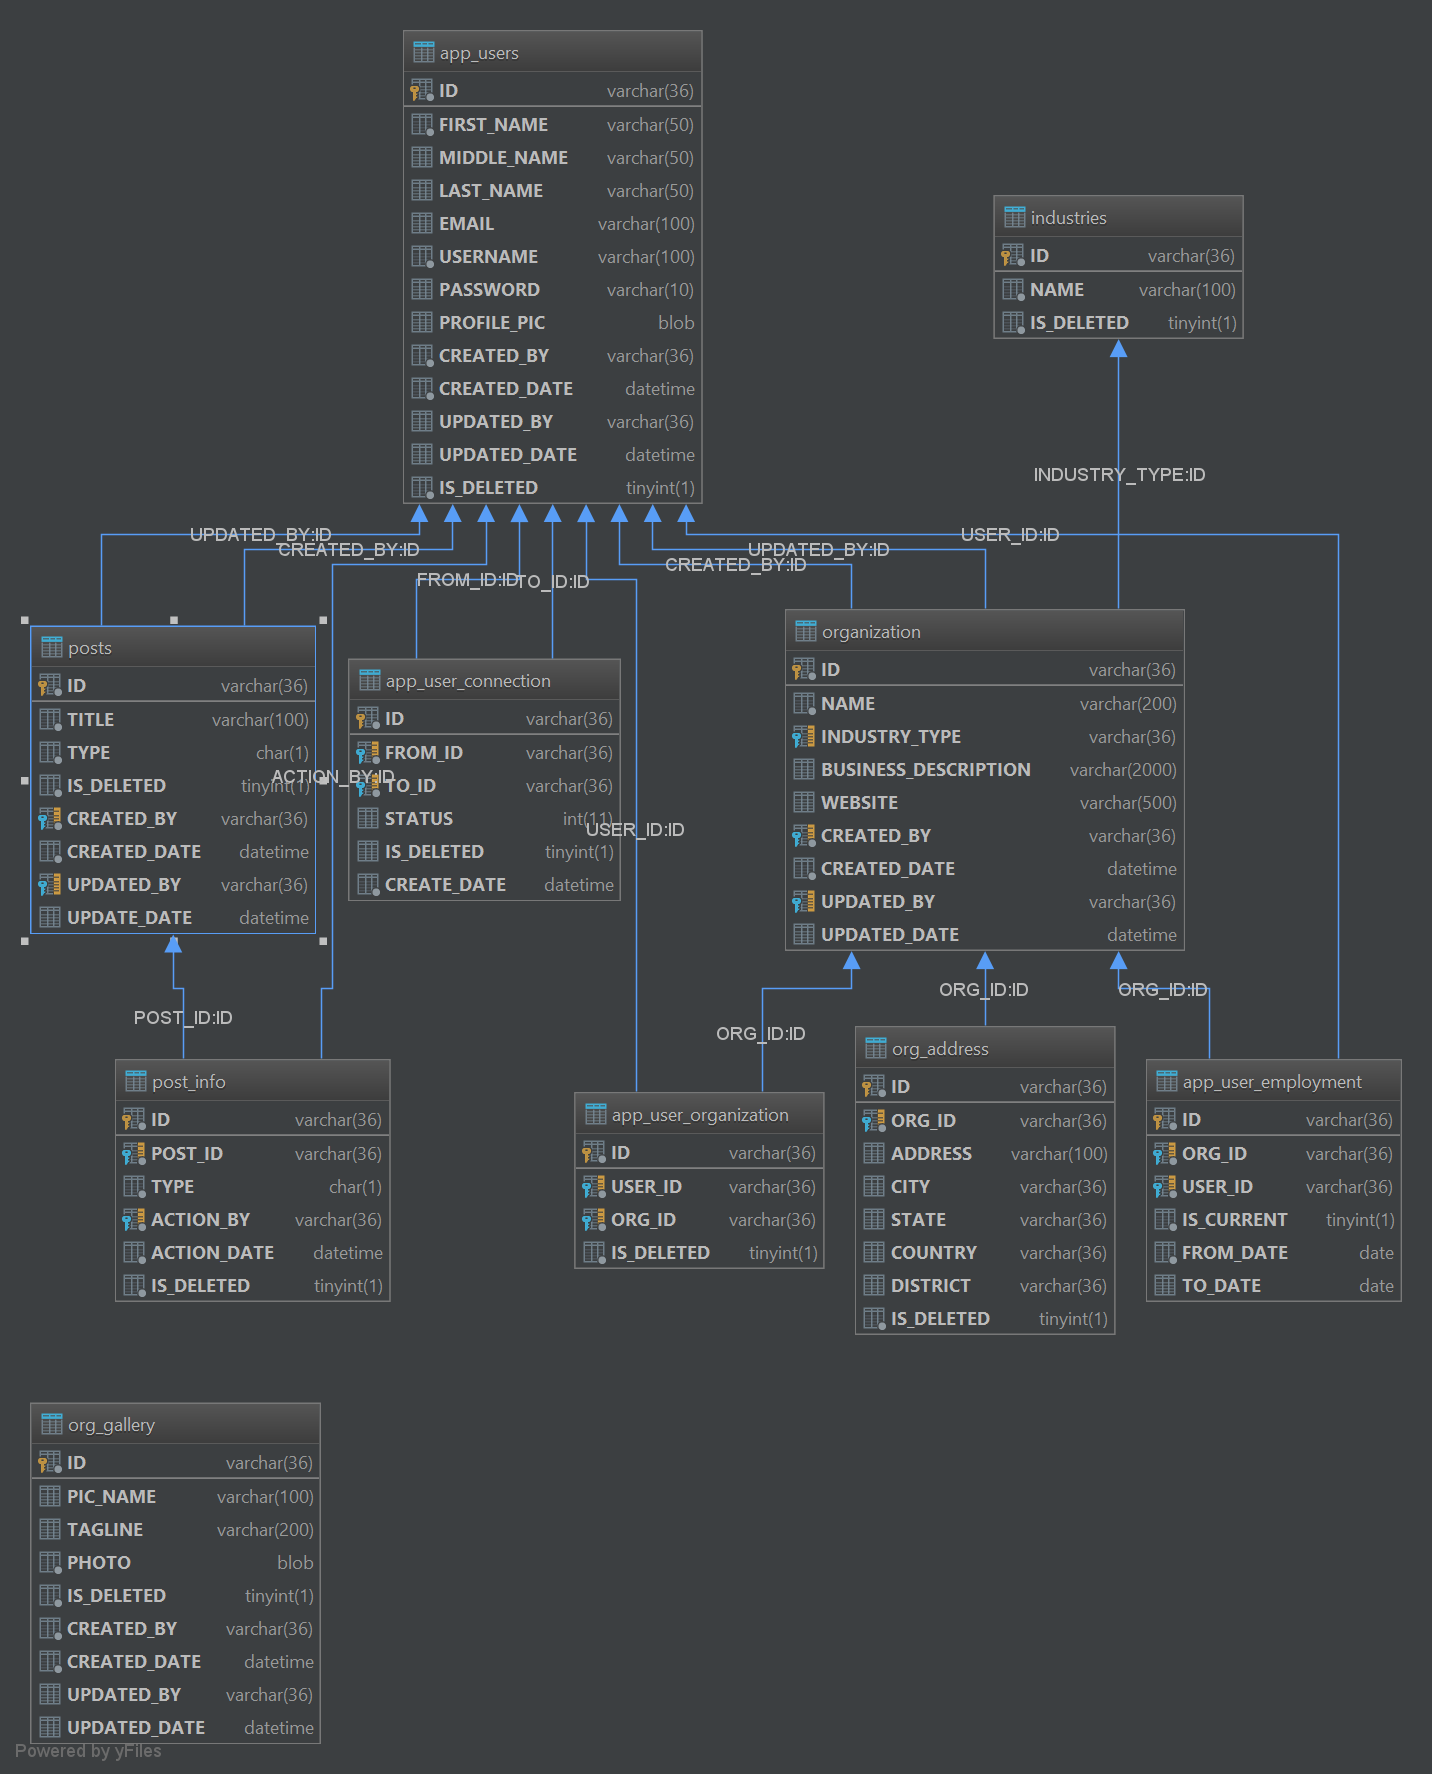 app_users
ID varchar(36)
FIRST_NAME varchar(50)
MIDDLE_NAME varchar(50)
LAST_NAME varchar(50)
EMAIL varchar(100)
USERNAME varchar(100)
PASSWORD varchar(10)
PROFILE_PIC blob
CREATED_BY varchar(36)
CREATED_DATE datetime
UPDATED_BY varchar(36)
UPDATED_DATE datetime
IS_DELETED tinyint(1)
industries
ID varchar(36)
NAME varchar(100)
IS_DELETED tinyint(1)
INDUSTRY_TYPE:ID
UPDATED_BY:ID
CREATED_BY:ID
FROM_ID:ID
TO_ID:ID
CREATED_BY:ID
UPDATED_BY:ID
USER_ID:ID
posts
ID varchar(36)
TITLE varchar(100)
TYPE char(1)
IS_DELETED tinyint(1)
CREATED_BY varchar(36)
CREATED_DATE datetime
UPDATED_BY varchar(36)
UPDATE_DATE datetime
ACTION_BY:ID
app_user_connection
ID varchar(36)
FROM_ID varchar(36)
TO_ID varchar(36)
STATUS int(11)
IS_DELETED tinyint(1)
CREATE_DATE datetime
USER_ID:ID
organization
ID varchar(36)
NAME varchar(200)
INDUSTRY_TYPE varchar(36)
BUSINESS_DESCRIPTION varchar(2000)
WEBSITE varchar(500)
CREATED_BY varchar(36)
CREATED_DATE datetime
UPDATED_BY varchar(36)
UPDATED_DATE datetime
POST_ID:ID
ORG_ID:ID
ORG_ID:ID
ORG_ID:ID
post_info
ID varchar(36)
POST_ID varchar(36)
TYPE char(1)
ACTION_BY varchar(36)
ACTION_DATE datetime
IS_DELETED tinyint(1)
app_user_organization
ID varchar(36)
USER_ID varchar(36)
ORG_ID varchar(36)
IS_DELETED tinyint(1)
org_address
ID varchar(36)
ORG_ID varchar(36)
ADDRESS varchar(100)
CITY varchar(36)
STATE varchar(36)
COUNTRY varchar(36)
DISTRICT varchar(36)
IS_DELETED tinyint(1)
app_user_employment
ID varchar(36)
ORG_ID varchar(36)
USER_ID varchar(36)
IS_CURRENT tinyint(1)
FROM_DATE date
TO_DATE date
org_gallery
ID varchar(36)
PIC_NAME varchar(100)
TAGLINE varchar(200)
PHOTO blob
IS_DELETED tinyint(1)
CREATED_BY varchar(36)
CREATED_DATE datetime
UPDATED_BY varchar(36)
UPDATED_DATE datetime
Powered by yFiles